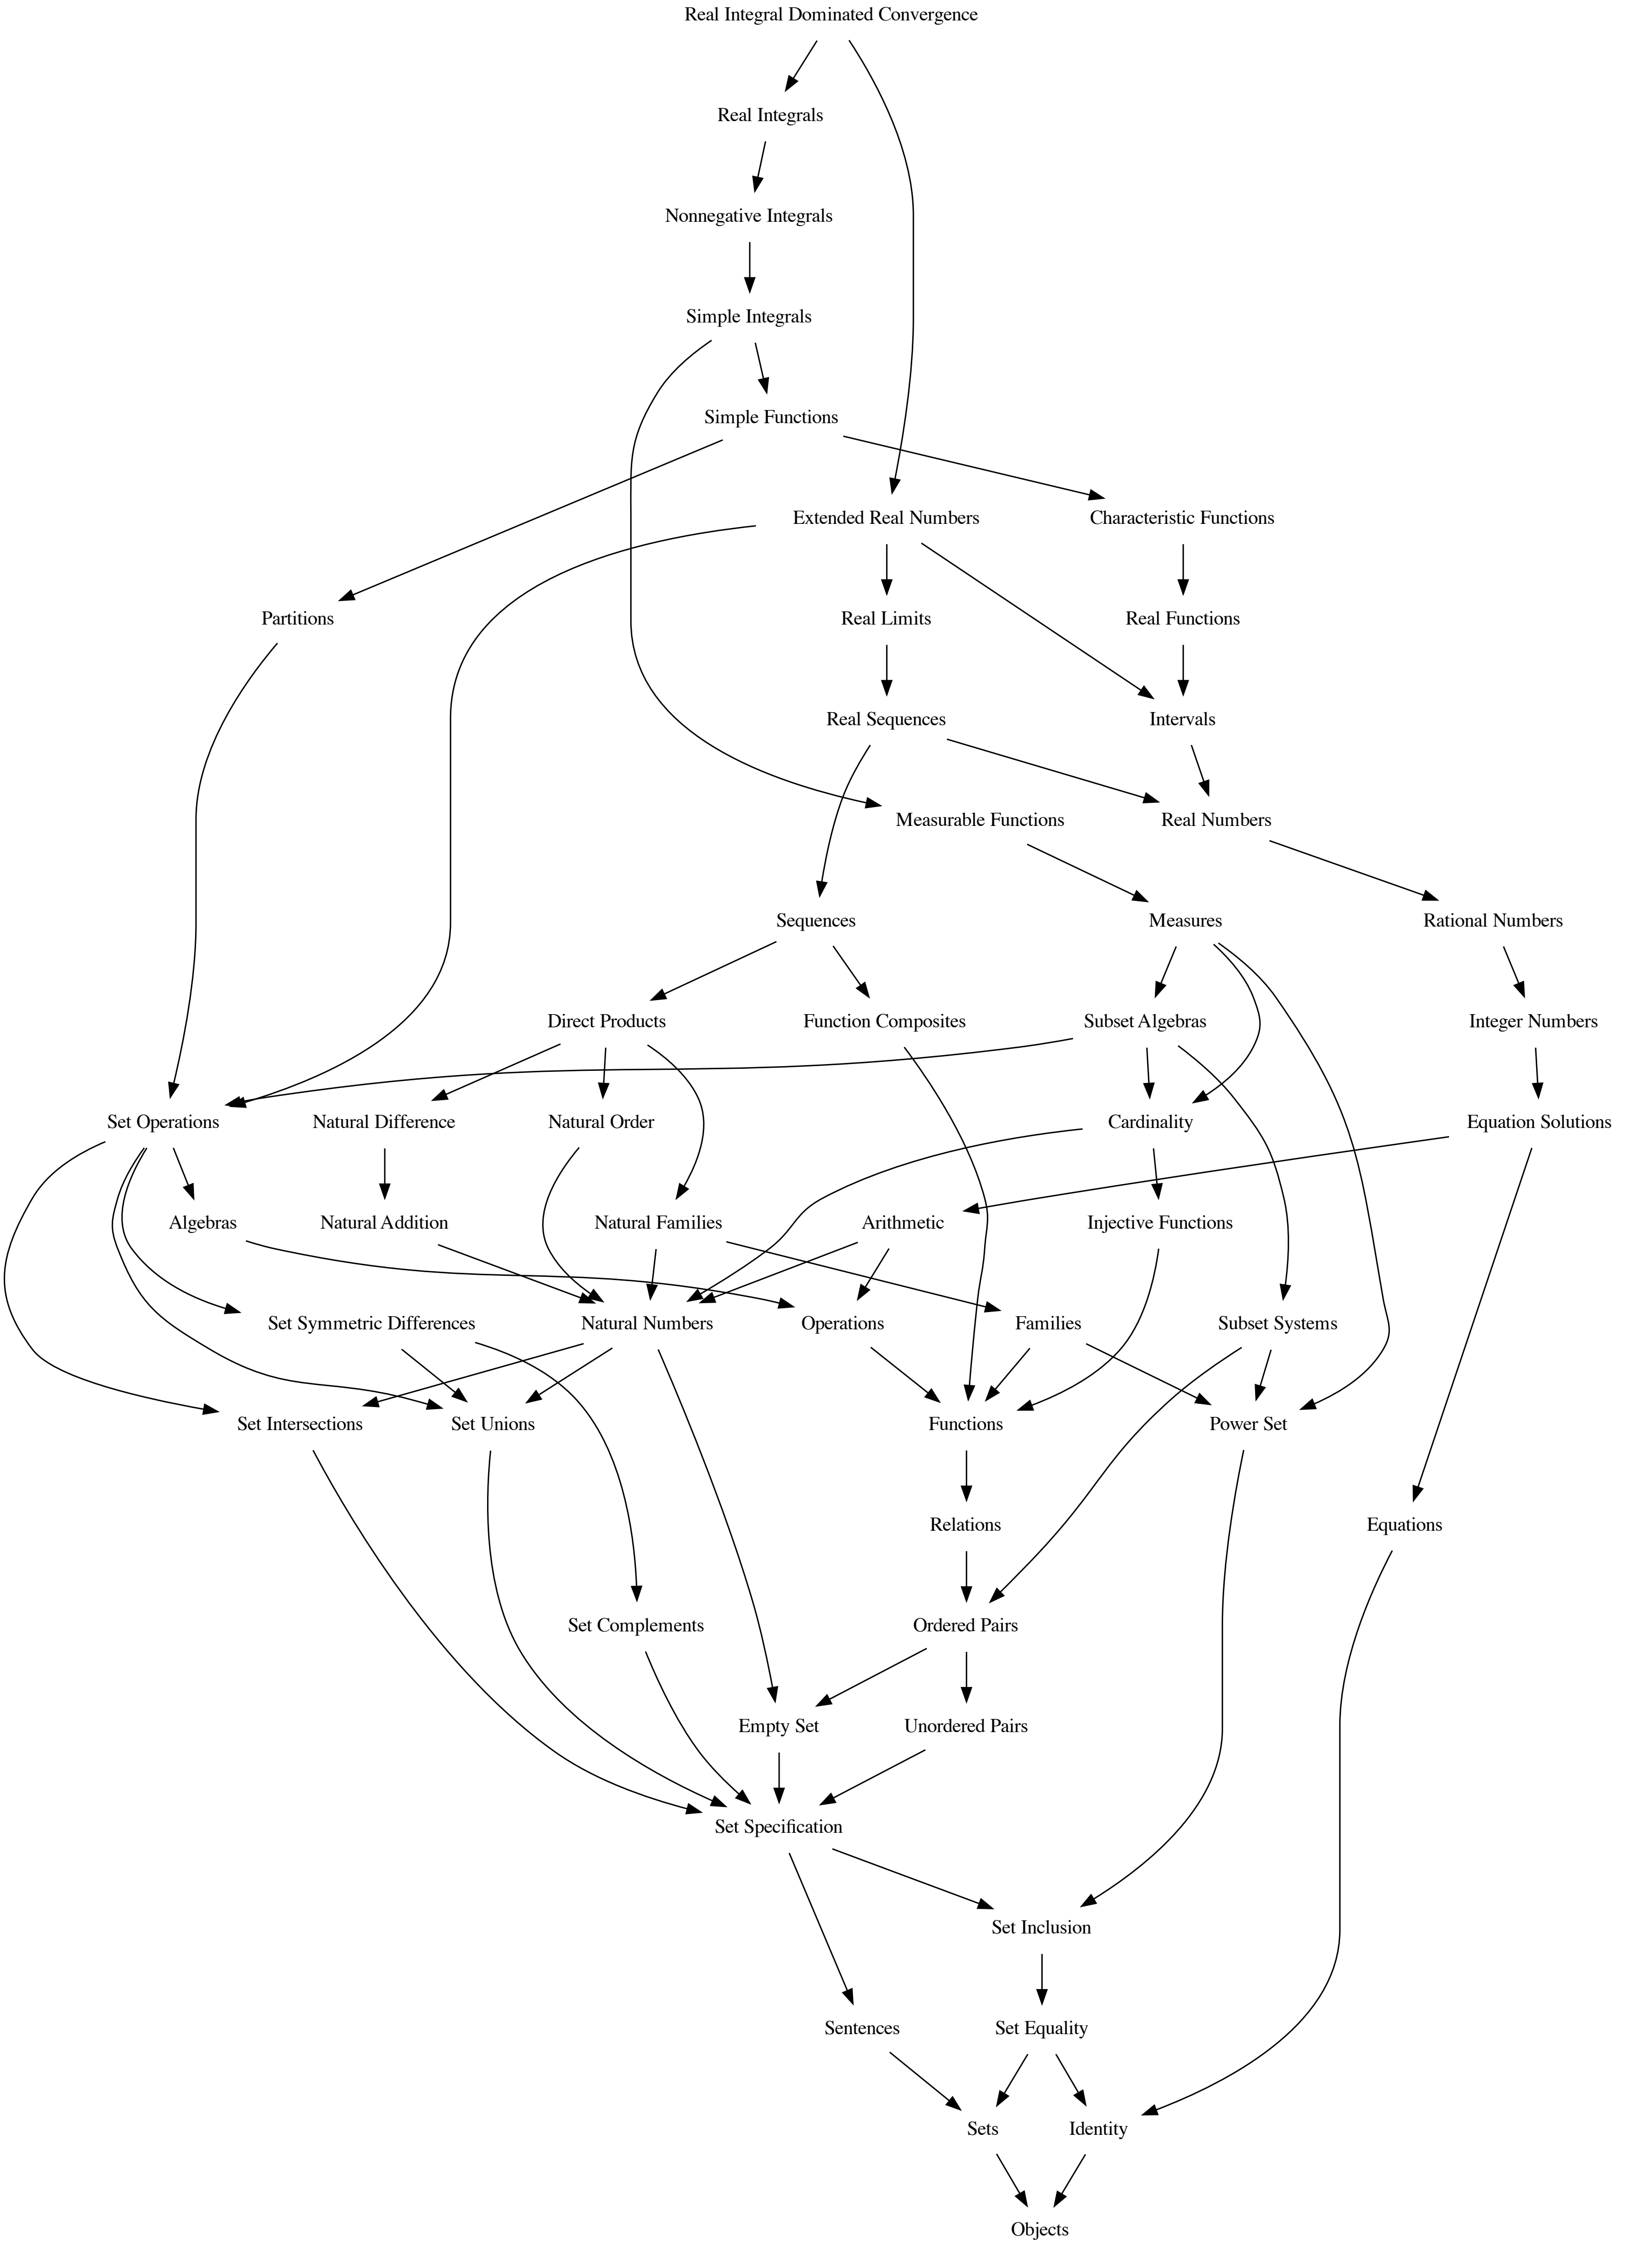 Real Integral Dominated Convergence
Real Integrals
Nonnegative Integrals
Simple Integrals
Simple Functions
Extended Real Numbers
Characteristic Functions
Partitions
Real Limits
Real Functions
Real Sequences
Intervals
Measurable Functions
Real Numbers
Sequences
Measures
Rational Numbers
Direct Products
Function Composites
Subset Algebras
Integer Numbers
Set Operations
Natural Difference
Natural Order
Cardinality
Equation Solutions
Algebras
Natural Addition
Natural Families
Arithmetic
Injective Functions
Set Symmetric Differences
Natural Numbers
Operations
Families
Subset Systems
Set Intersections
Set Unions
Functions
Power Set
Relations
Equations
Set Complements
Ordered Pairs
Empty Set
Unordered Pairs
Set Specification
Set Inclusion
Sentences
Set Equality
Sets
Identity
Objects